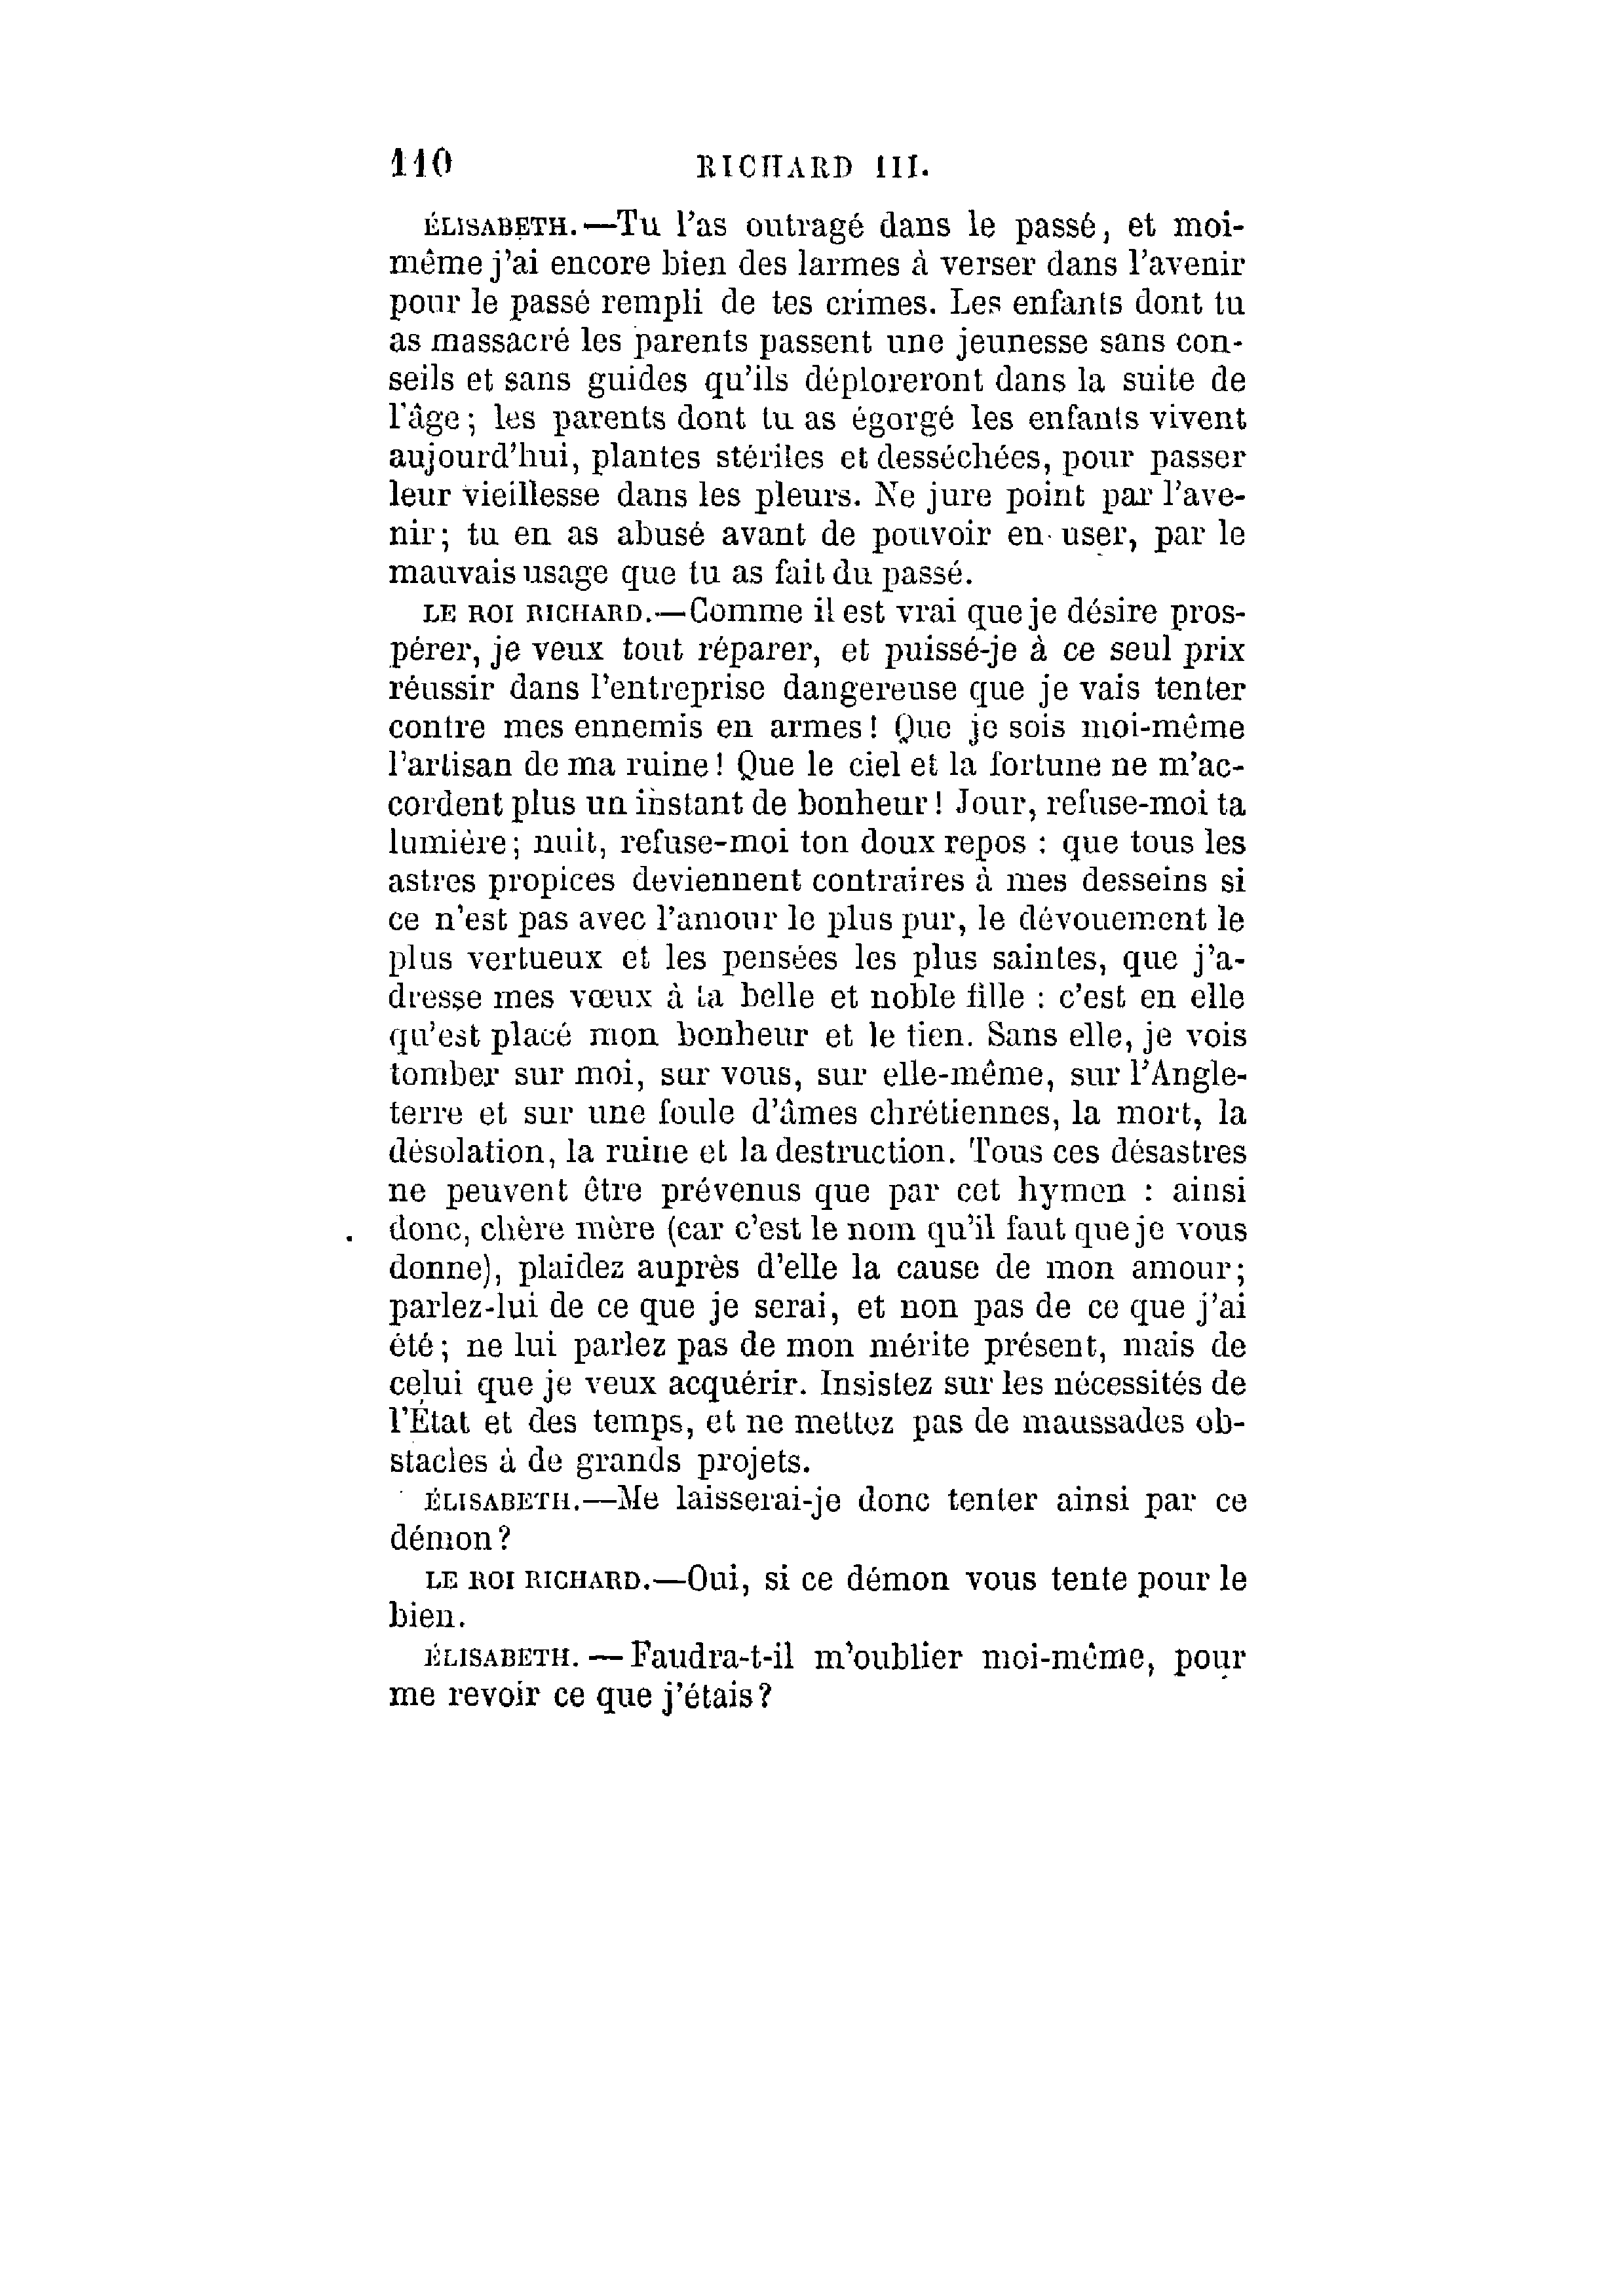 110 RICHARD III.
ÉLISABETH.—Tu l'as outragé dans le passé, et moi-
même j'ai encore bien des larmes à verser dans l'avenir
pour le passé rempli de tes crimes. Les enfants dont tu
as massacré les parents passent une jeunesse sans con-
seils et sans guides qu'ils déploreront dans la suite de
l'âge; les parents dont tu as égorgé les enfants vivent
aujourd'hui, plantes stériles et desséchées, pour passer
leur vieillesse dans les pleurs. Ne jure point par l'ave-
nir; tu en as abusé avant de pouvoir en user, par le
mauvais usage que tu as fait du passé.
LE ROI RICHARD.—Comme il est vrai que je désire pros-
pérer, je veux tout réparer, et puissé-je à ce seul prix
réussir dans l'entreprise dangereuse que je vais tenter
contre mes ennemis en armes! Que je sois moi-même
l'artisan de ma ruine! Que le ciel et la fortune ne m'ac-
cordent plus un instant de bonheur! Jour, refuse-moi ta
lumière; nuit, refuse-moi ton doux repos : que tous les
astres propices deviennent contraires à mes desseins si
ce n'est pas avec l'amour le plus pur, le dévouement le
plus vertueux et les pensées les plus saintes, que j'a-
dresse mes vœux à ta belle et noble fille : c'est en elle
qu'est placé mon bonheur et le tien. Sans elle, je vois
tomber sur moi, sur vous, sur elle-même, sur l'Angle-
terre et sur une foule d'âmes chrétiennes, la mort, la
désolation, la ruine et la destruction. Tous ces désastres
ne peuvent être prévenus que par cet hymen : ainsi
donc, chère mère (car c'est le nom qu'il faut que je vous
donne), plaidez auprès d'elle la cause de mon amour;
parlez-lui de ce que je serai, et non pas de ce que j'ai
été; ne lui parlez pas de mon mérite présent, mais de
celui que je veux acquérir. Insistez sur les nécessités de
l'État et des temps, et ne mettez pas de maussades ob-
stacles à de grands projets.
ÉLISABETH.—Me laisserai-je donc tenter ainsi par ce
démon?
LE ROI RICHARD.—Oui, si ce démon vous tente pour le
bien.
ÉLISABETH. — Faudra-t-il m'oublier moi-même, pour
me revoir ce que j'étais?